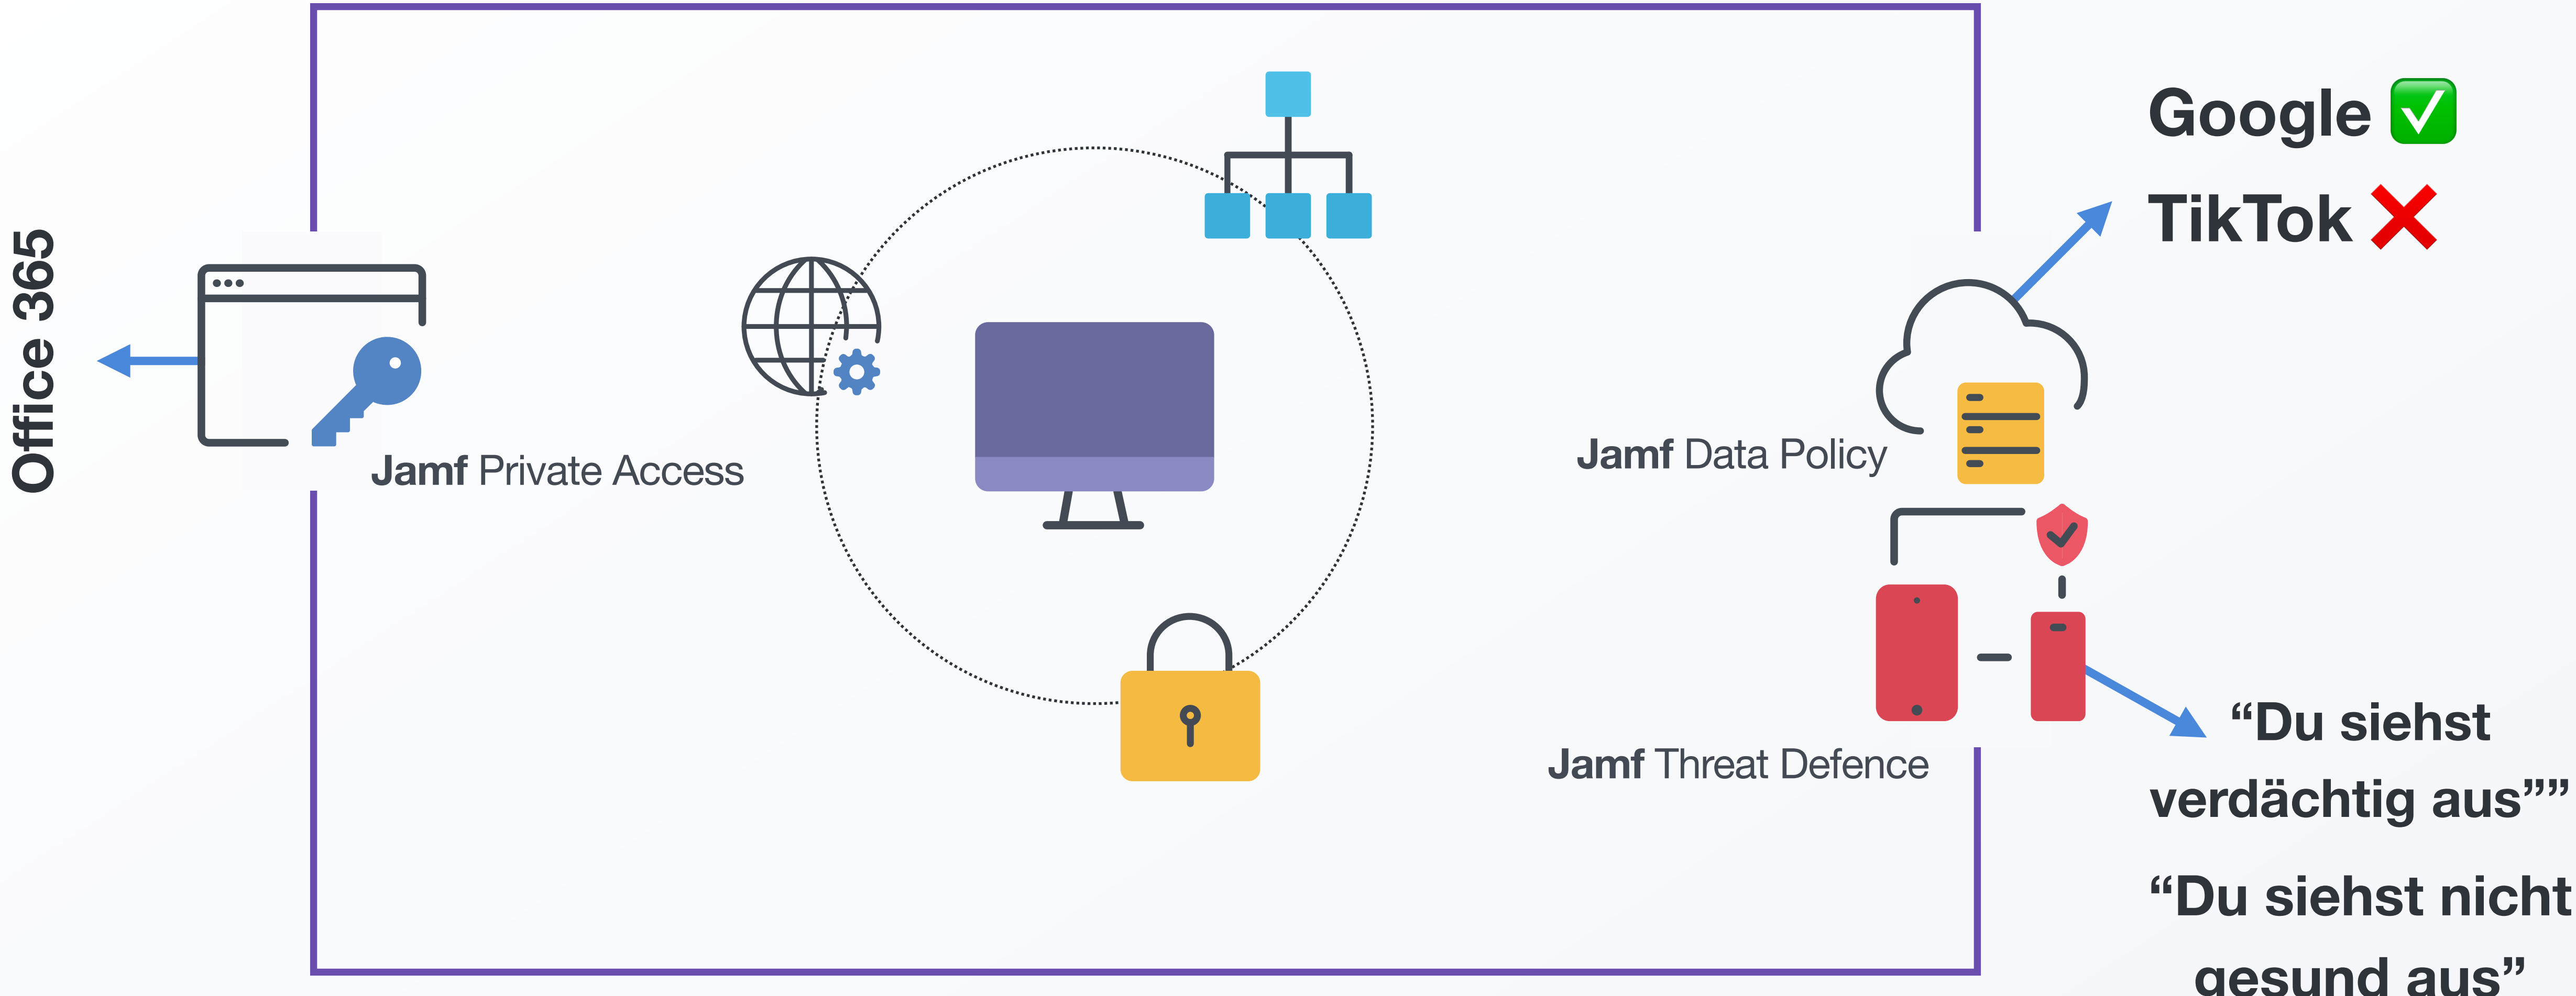 Office 365
Jamf Private Access
Google ✅
TikTok ❌
Jamf Data Policy
Jamf Threat Defence
“Du siehst
verdächtig aus””
“Du siehst nicht
gesund aus”